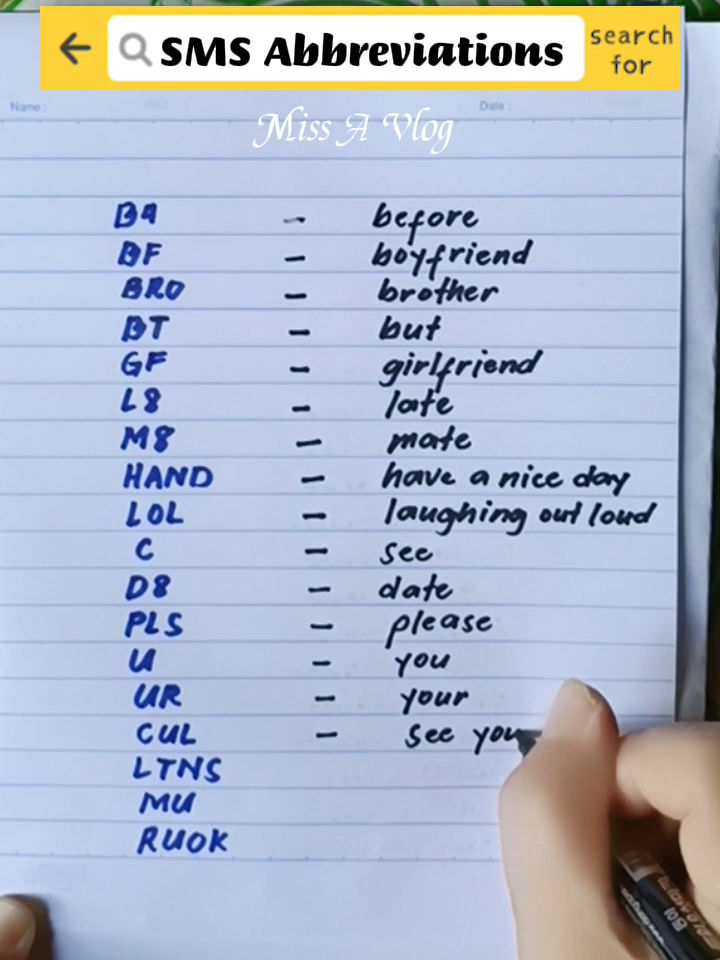 SMS Abbreviations
search
for
Name :
Date :
Miss A Vlog
B4 - before
BF - boyfriend
BRO - brother
BT - but
GF - girlfriend
L8 - late
M8 - mate
HAND - have a nice day
LOL - laughing out loud
C - see
D8 - date
PLS - please
U - you
UR - your
CUL - see you
LTNS
MU
RUOK